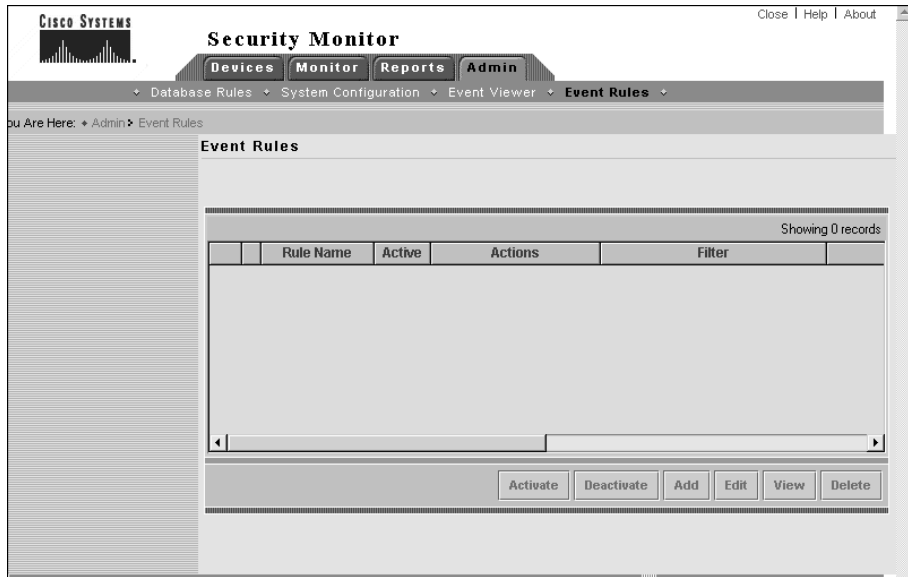 Close | Help | About
CISCO SYSTEMS
Security Monitor
Devices Monitor Reports Admin
Database Rules System Configuration Event Viewer Event Rules
ou Are Here: Admin > Event Rules
Event Rules
Showing 0 records
Rule Name Active Actions Filter
Activate Deactivate Add Edit View Delete